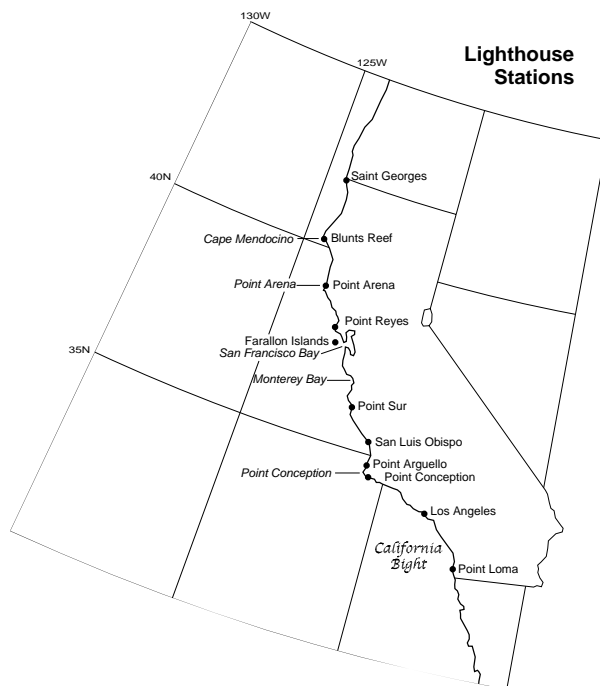 130W
125W
Lighthouse
Stations
Saint Georges
40N
Cape Mendocino
Blunts Reef
Point Arena
Point Arena
Point Reyes
Farallon Islands
San Francisco Bay
35N
Monterey Bay
Point Sur
San Luis Obispo
Point Arguello
Point Conception
Point Conception
Los Angeles
California
Bight
Point Loma